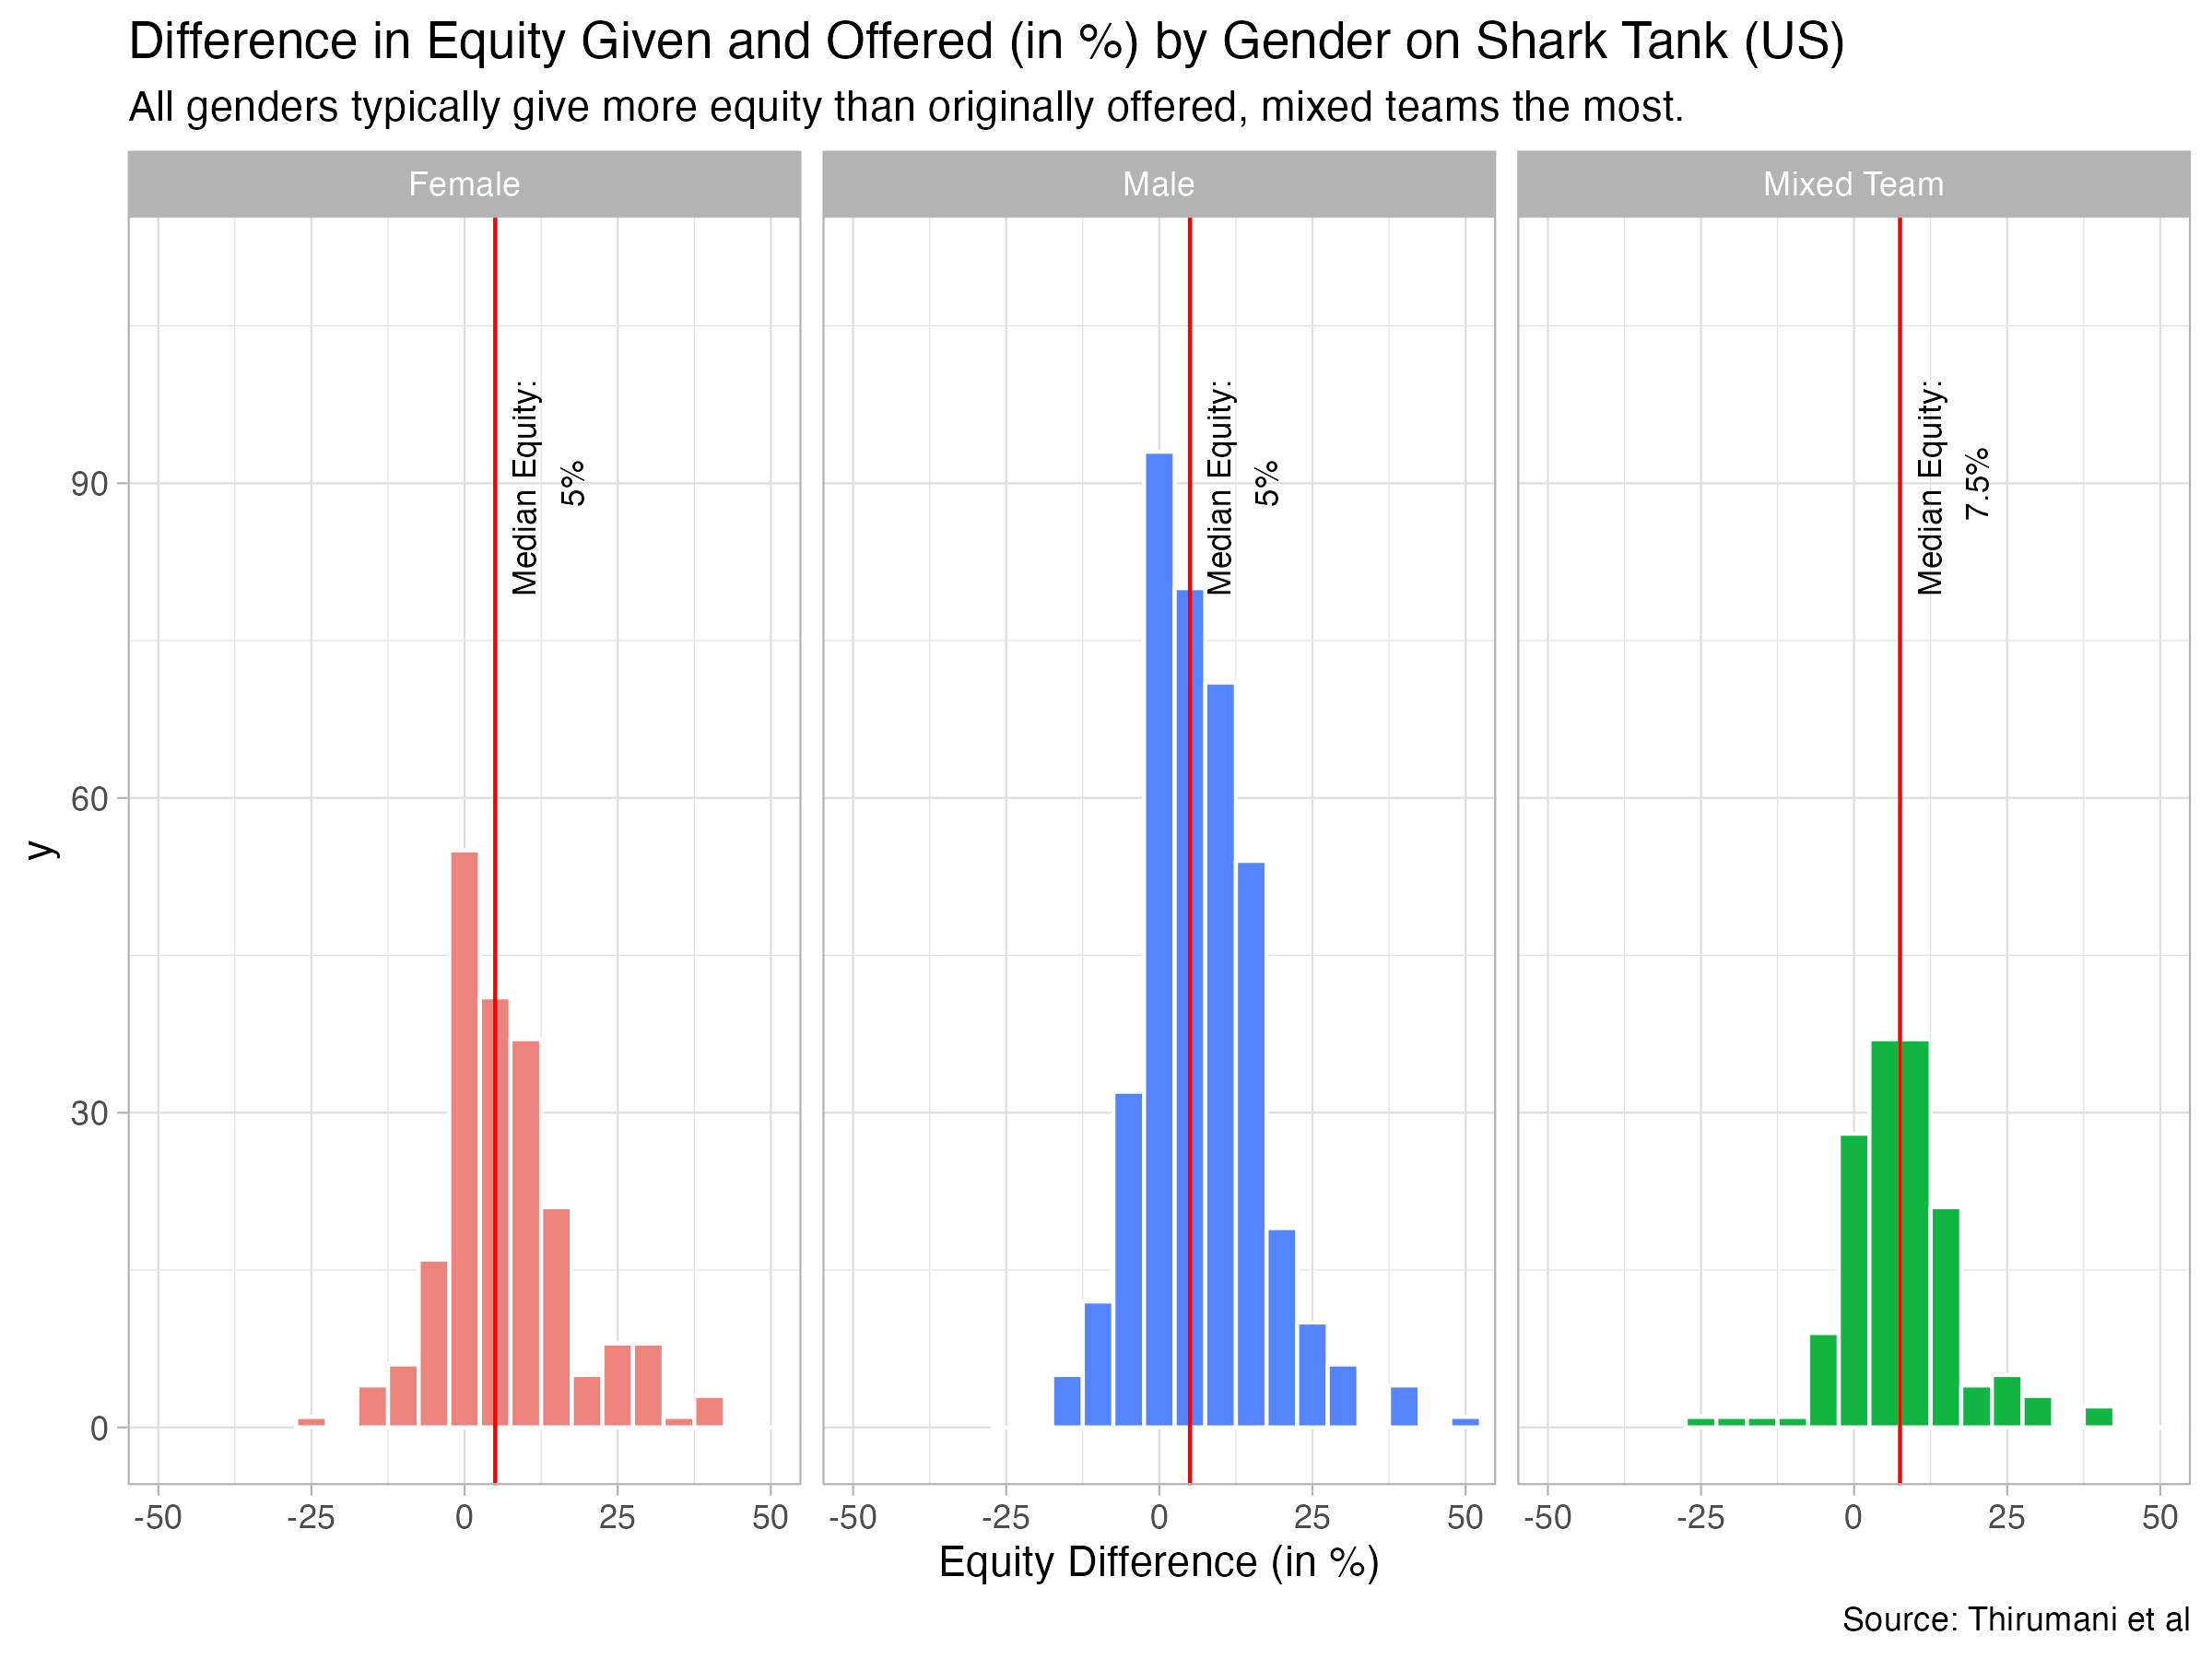 Difference in Equity Given and Offered (in %) by Gender on Shark Tank (US)
All genders typically give more equity than originally offered, mixed teams the most.
Female
Male
Mixed Team
Median Equity:
5%
Median Equity:
5%
Median Equity:
7.5%
90
60
30
0
y
-50
-25
0
25
50
-50
-25
0
25
50
-50
-25
0
25
50
Equity Difference (in %)
Source: Thirumani et al